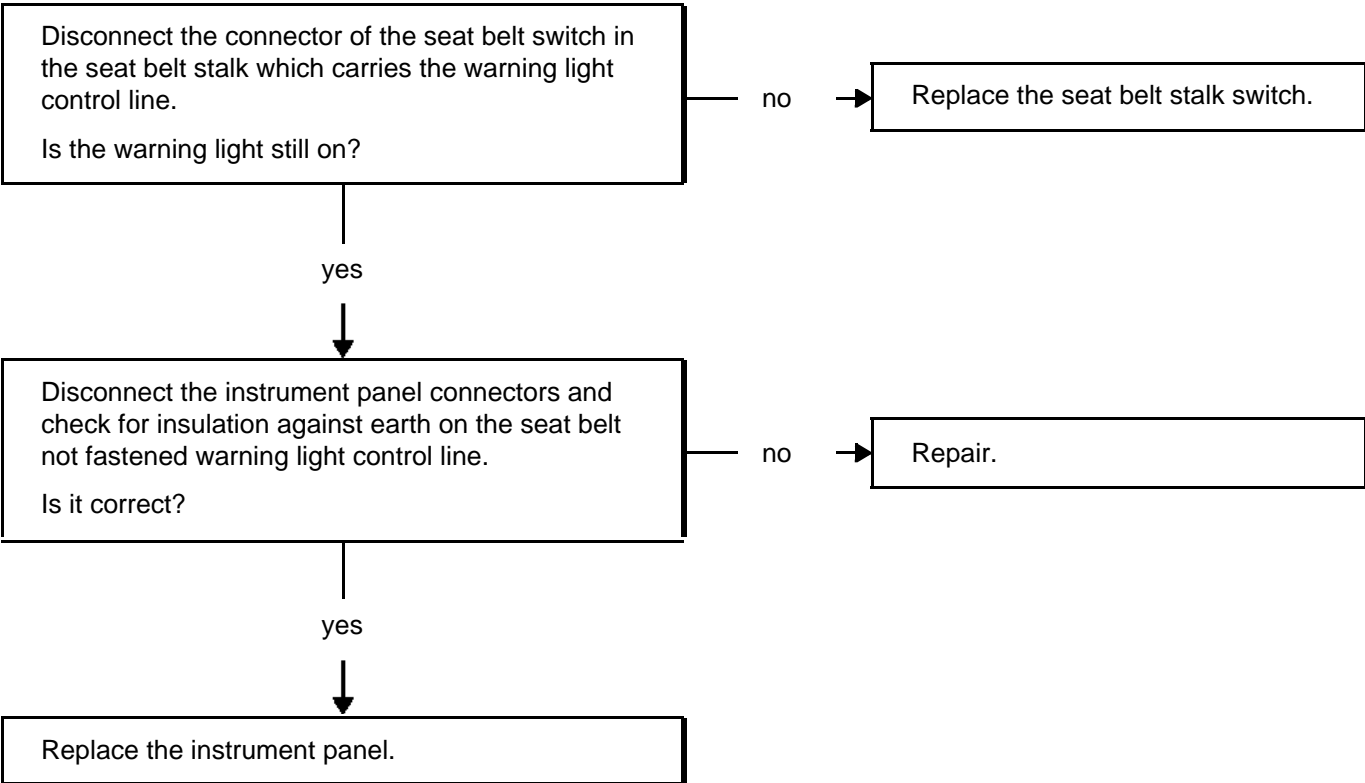 Disconnect the connector of the seat belt switch in
the seat belt stalk which carries the warning light
control line.
Is the warning light still on?
no
Replace the seat belt stalk switch.
yes
Disconnect the instrument panel connectors and
check for insulation against earth on the seat belt
not fastened warning light control line.
Is it correct?
no
Repair.
yes
Replace the instrument panel.